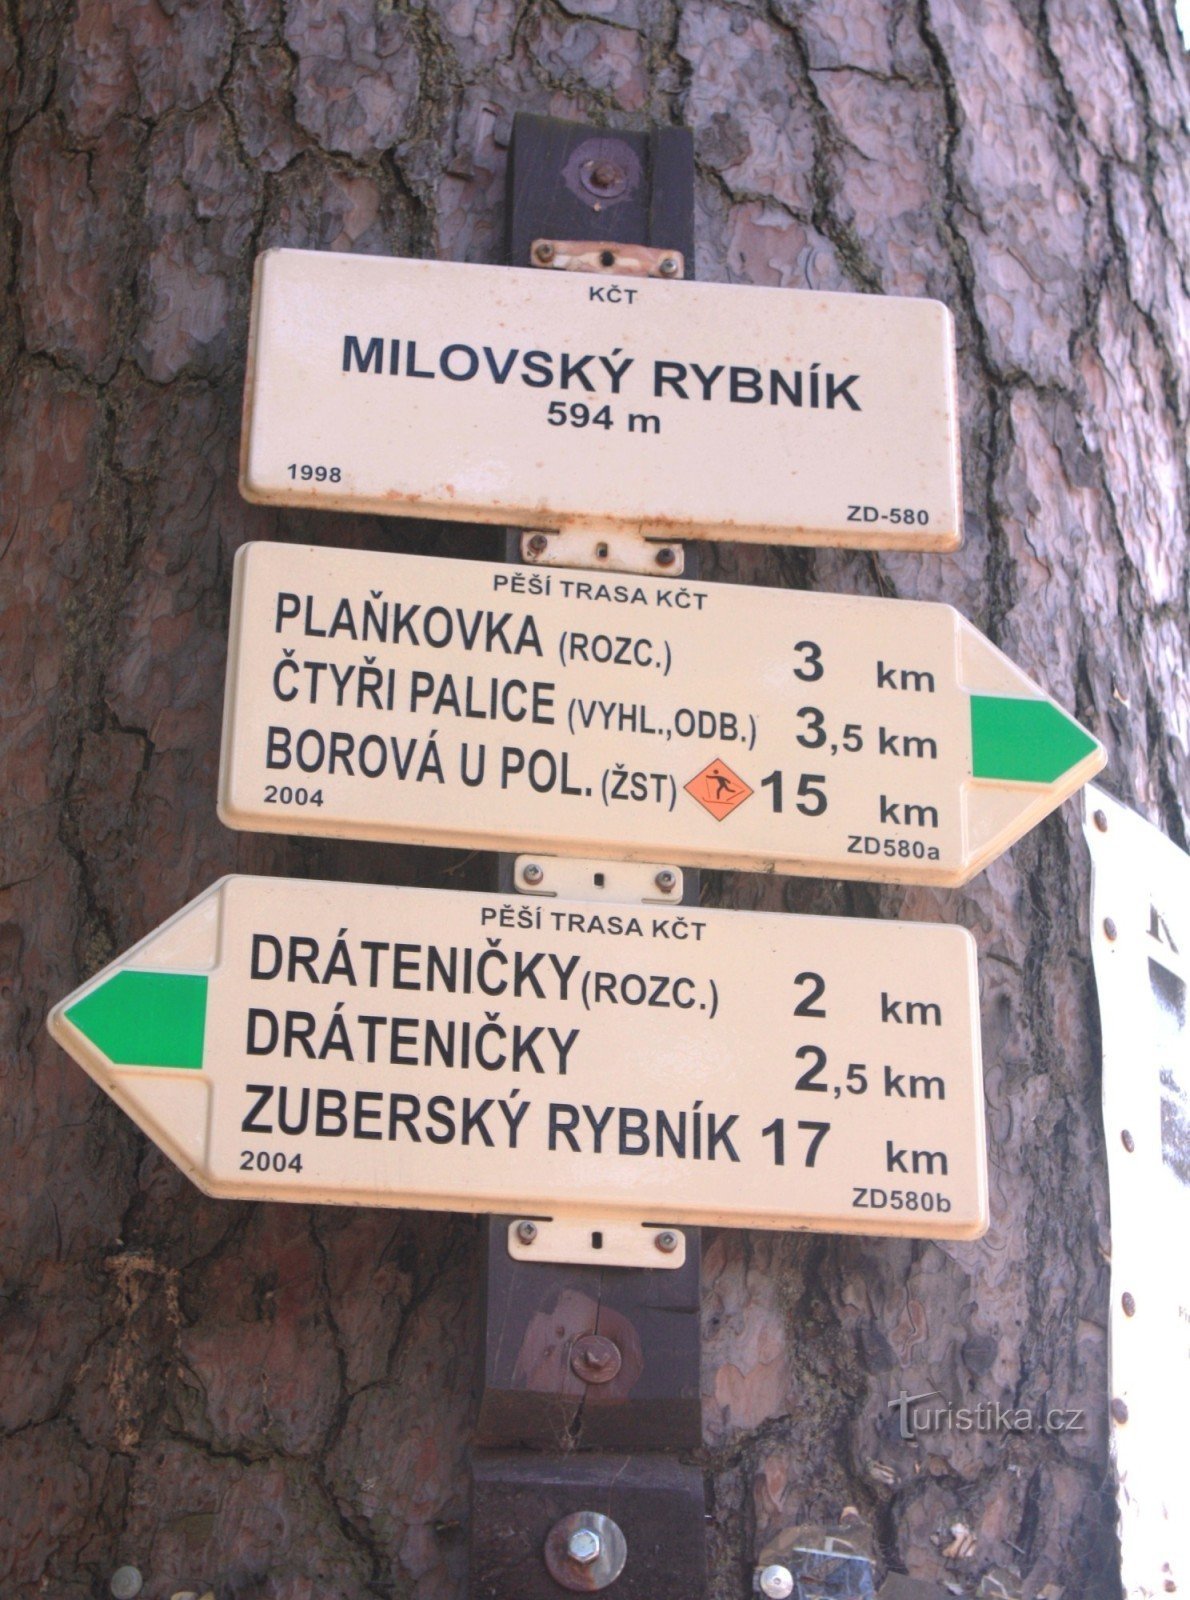 KČT
MILOVSKÝ RYBNÍK
594 m
1998
ZD-580
PĚŠÍ TRASA KČT
PLAŇKOVKA (ROZC.) 3 km
ČTYŘI PALICE (VYHL.,ODB.) 3,5 km
BOROVÁ U POL. (ŽST) 15 km
2004
ZD580a
PĚŠÍ TRASA KČT
DRÁTENIČKY (ROZC.) 2 km
DRÁTENIČKY 2,5 km
ZUBERSKÝ RYBNÍK 17 km
2004
ZD580b
Turistika.cz